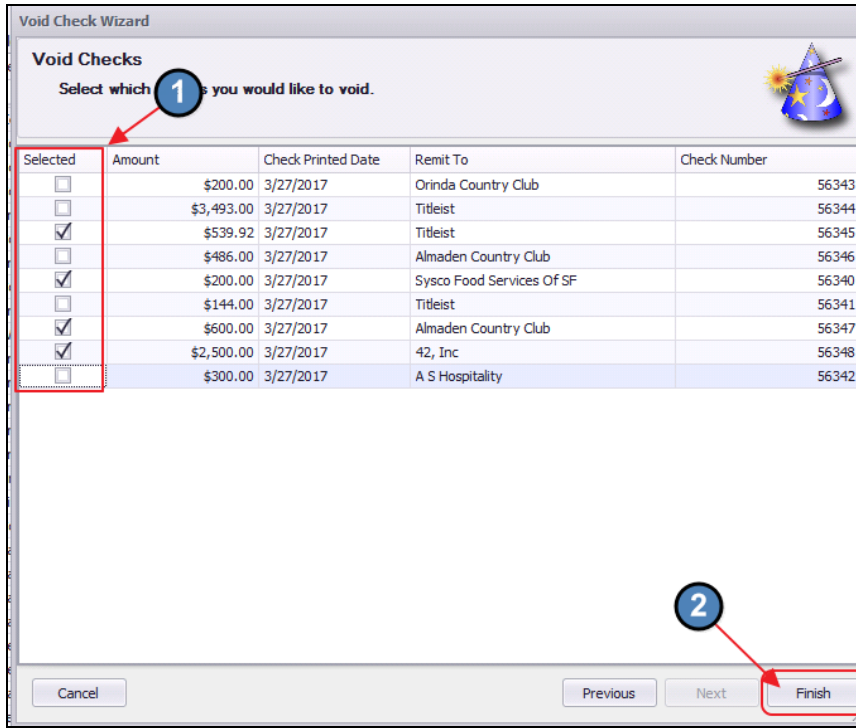 Void Check Wizard
Void Checks
Select which s you would like to void.
1
Selected Amount Check Printed Date Remit To Check Number
$200.00 3/27/2017 Orinda Country Club 56343
$3,493.00 3/27/2017 Titleist 56344
$539.92 3/27/2017 Titleist 56345
$486.00 3/27/2017 Almaden Country Club 56346
$200.00 3/27/2017 Sysco Food Services Of SF 56340
$144.00 3/27/2017 Titleist 56341
$600.00 3/27/2017 Almaden Country Club 56347
$2,500.00 3/27/2017 42, Inc 56348
$300.00 3/27/2017 A S Hospitality 56342
2
Cancel Previous Next Finish